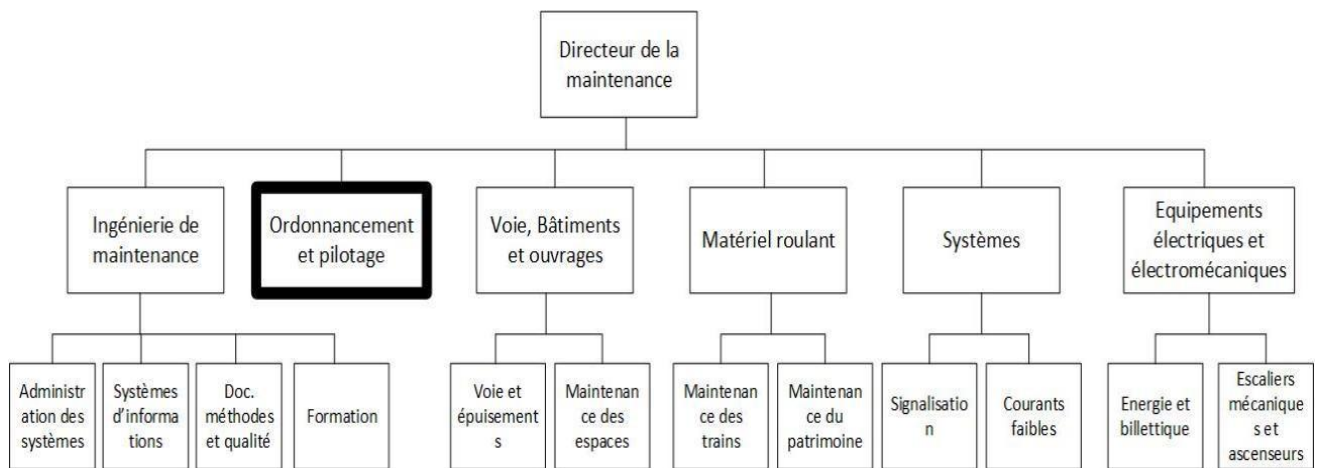 Directeur de la
maintenance
Ingénierie de
maintenance
Ordonnancement
et pilotage
Voie, Bâtiments
et ouvrages
Matériel roulant
Systèmes
Equipements
électriques et
électromécaniques
Administr
ation des
systèmes
Systèmes
d’informa
tions
Doc.
méthodes
et qualité
Formation
Voie et
épuisement
s
Maintenan
ce des
espaces
Maintenan
ce des
trains
Maintenan
ce du
patrimoine
Signalisatio
n
Courants
faibles
Energie et
billettique
Escaliers
mécanique
s et
ascenseurs